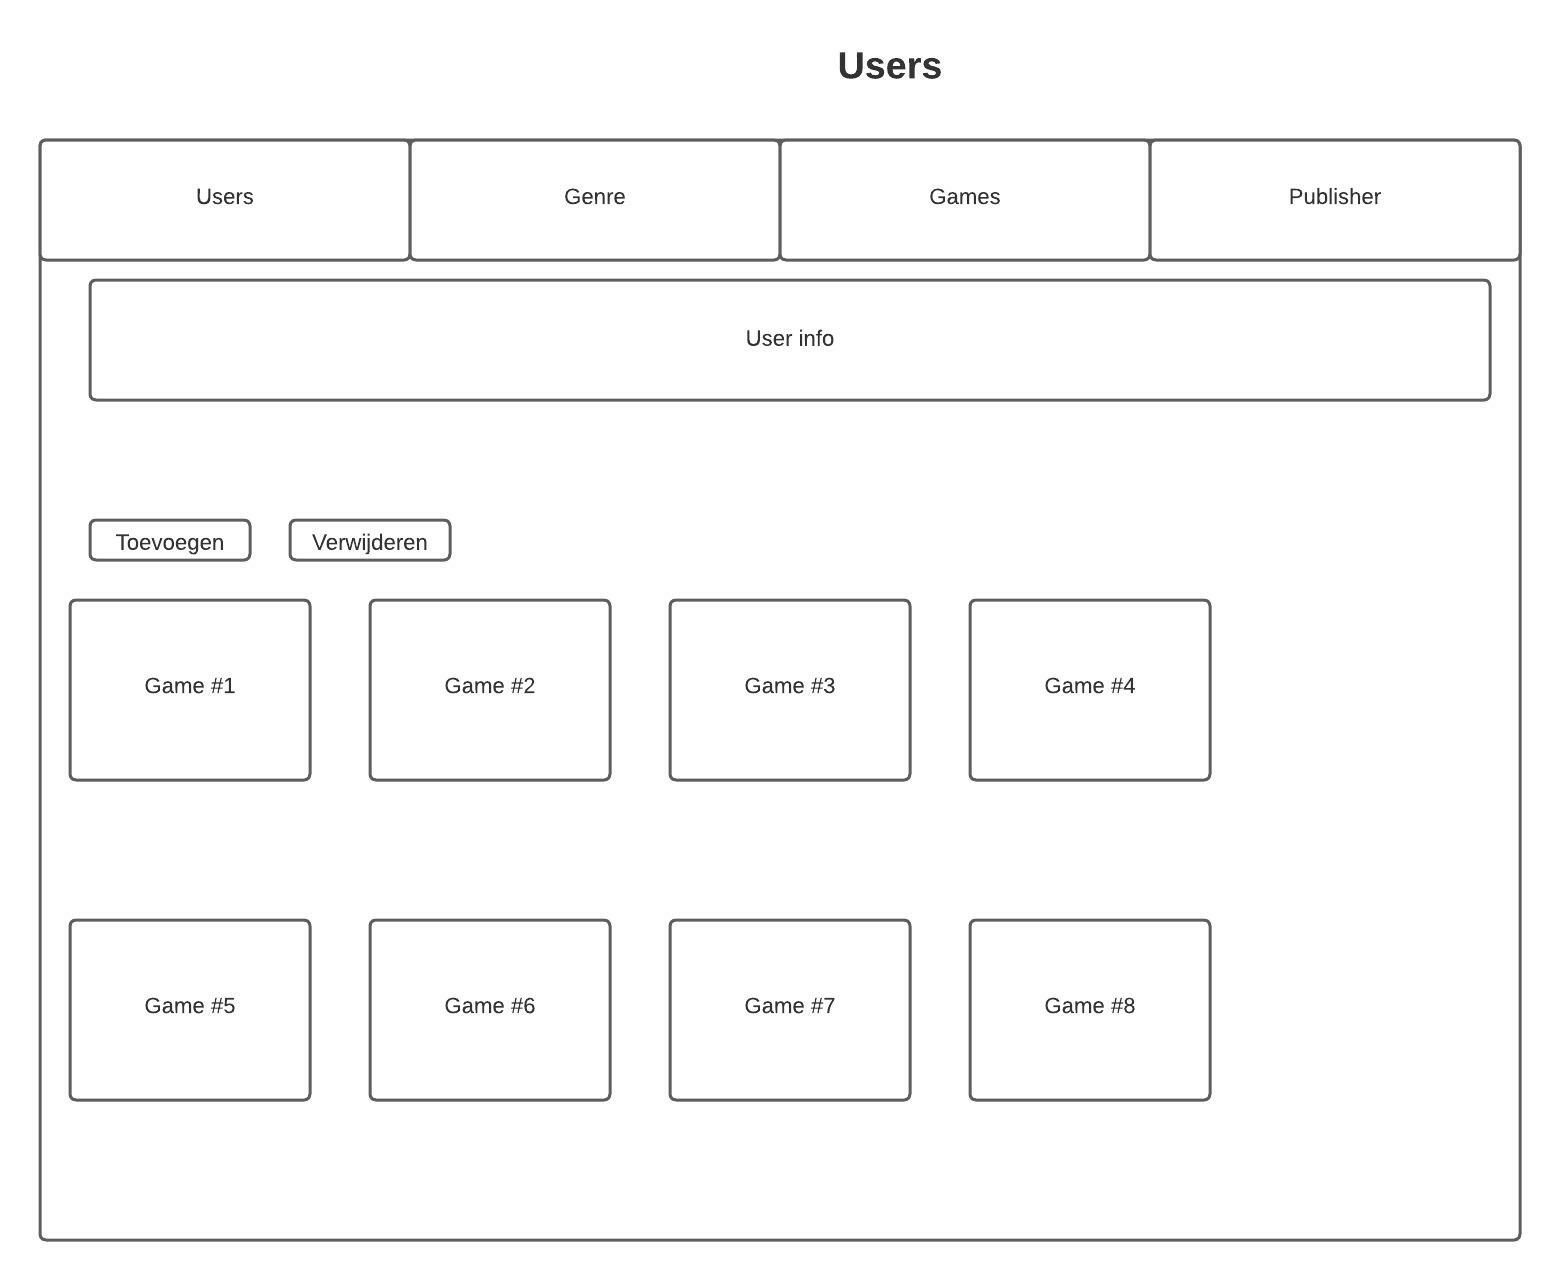 Users
Users
Genre
Games
Publisher
User info
Toevoegen
Verwijderen
Game #1
Game #2
Game #3
Game #4
Game #5
Game #6
Game #7
Game #8